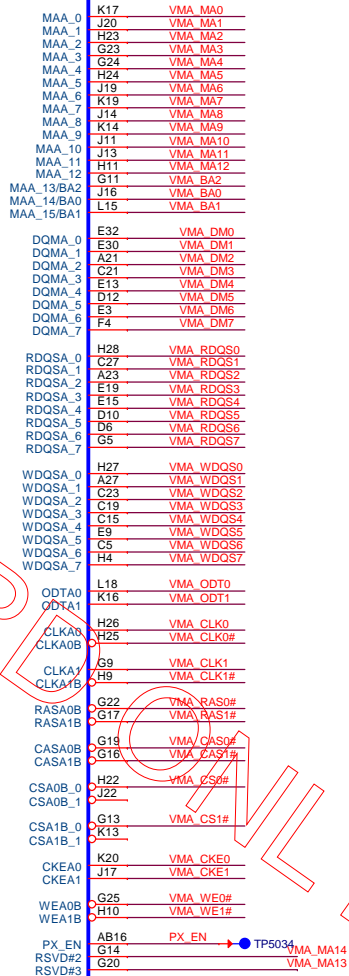 MAA_0 K17 VMA_MA0
MAA_1 J20 VMA_MA1
MAA_2 H23 VMA_MA2
MAA_3 G23 VMA_MA3
MAA_4 G24 VMA_MA4
MAA_5 H24 VMA_MA5
MAA_6 J19 VMA_MA6
MAA_7 K19 VMA_MA7
MAA_8 J14 VMA_MA8
MAA_9 K14 VMA_MA9
MAA_10 J11 VMA_MA10
MAA_11 J13 VMA_MA11
MAA_12 H11 VMA_MA12
MAA_13/BA2 G11 VMA_BA2
MAA_14/BA0 J16 VMA_BA0
MAA_15/BA1 L15 VMA_BA1
DQMA_0 E32 VMA_DM0
DQMA_1 E30 VMA_DM1
DQMA_2 A21 VMA_DM2
DQMA_3 C21 VMA_DM3
DQMA_4 E13 VMA_DM4
DQMA_5 D12 VMA_DM5
DQMA_6 E3 VMA_DM6
DQMA_7 F4 VMA_DM7
RDQSA_0 H28 VMA_RDQS0
RDQSA_1 C27 VMA_RDQS1
RDQSA_2 A23 VMA_RDQS2
RDQSA_3 E19 VMA_RDQS3
RDQSA_4 E15 VMA_RDQS4
RDQSA_5 D10 VMA_RDQS5
RDQSA_6 D6 VMA_RDQS6
RDQSA_7 G5 VMA_RDQS7
WDQSA_0 H27 VMA_WDQS0
WDQSA_1 A27 VMA_WDQS1
WDQSA_2 C23 VMA_WDQS2
WDQSA_3 C19 VMA_WDQS3
WDQSA_4 C15 VMA_WDQS4
WDQSA_5 E9 VMA_WDQS5
WDQSA_6 C5 VMA_WDQS6
WDQSA_7 H4 VMA_WDQS7
ODTA0 L18 VMA_ODT0
ODTA1 K16 VMA_ODT1
CLKA0 H26 VMA_CLK0
CLKA0B H25 VMA_CLK0#
CLKA1 G9 VMA_CLK1
CLKA1B H9 VMA_CLK1#
RASA0B G22 VMA_RAS0#
RASA1B G17 VMA_RAS1#
CASA0B G19 VMA_CAS0#
CASA1B G16 VMA_CAS1#
CSA0B_0 H22 VMA_CS0#
CSA0B_1 J22
CSA1B_0 G13 VMA_CS1#
CSA1B_1 K13
CKEA0 K20 VMA_CKE0
CKEA1 J17 VMA_CKE1
WEA0B G25 VMA_WE0#
WEA1B H10 VMA_WE1#
PX_EN AB16 PX_EN TP5034
RSVD#2 G14 VMA_MA14
RSVD#3 G20 VMA_MA13